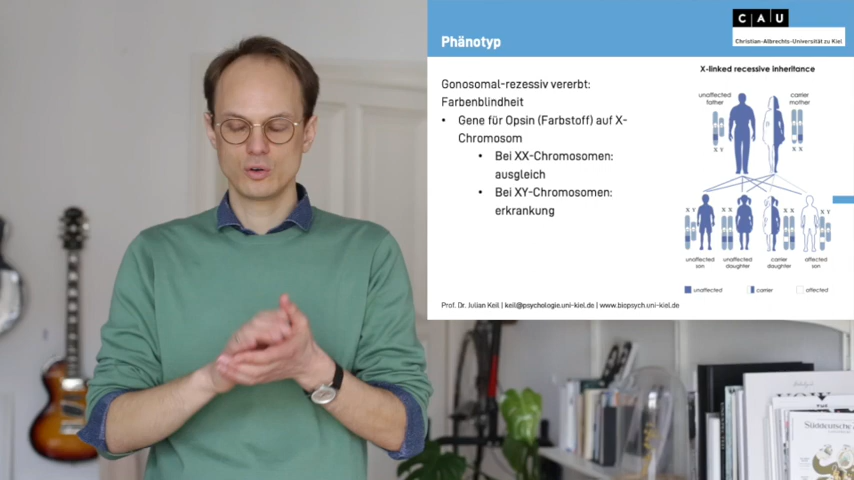 Phänotyp
C A U
Christian-Albrechts-Universität zu Kiel
Gonosomal-rezessiv vererbt:
Farbenblindheit
• Gene für Opsin (Farbstoff) auf X-
Chromosom
• Bei XX-Chromosomen:
ausgleich
• Bei XY-Chromosomen:
erkrankung
X-linked recessive inheritance
unaffected
father
carrier
mother
X Y
X X
X Y
X X
X X
X Y
unaffected
son
unaffected
daughter
carrier
daughter
affected
son
unaffected
carrier
affected
Prof. Dr. Julian Keil | keil@psychologie.uni-kiel.de | www.biopsych.uni-kiel.de
Süddeutsche